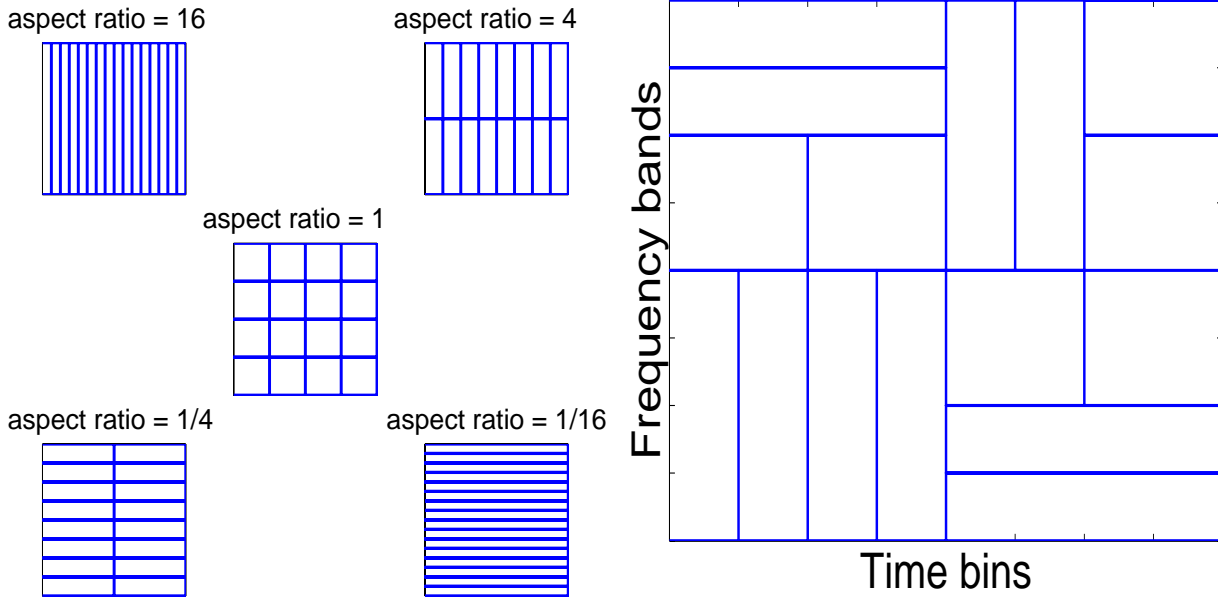 aspect ratio = 16
aspect ratio = 4
aspect ratio = 1
aspect ratio = 1/4
aspect ratio = 1/16
Frequency bands
Time bins